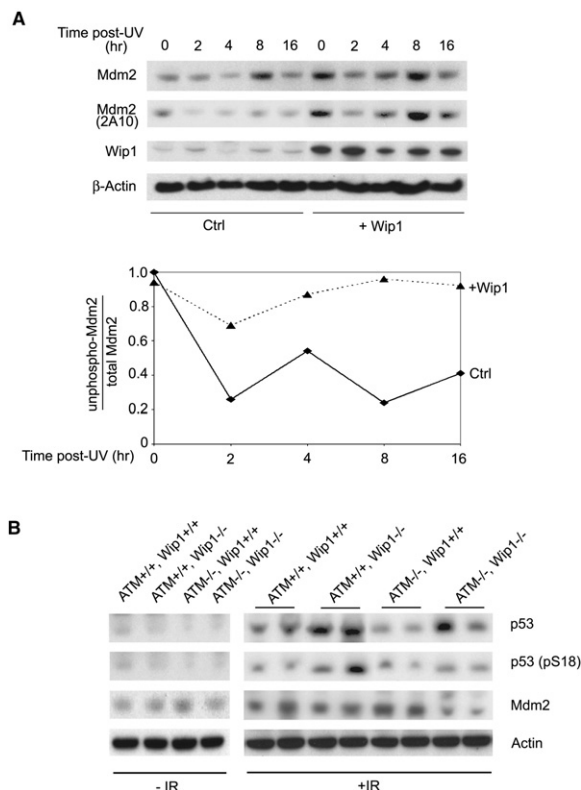 A
Time post-UV (hr) 0 2 4 8 16 0 2 4 8 16
Mdm2
Mdm2 (2A10)
Wip1
β-Actin
Ctrl + Wip1
unphospho-Mdm2
total Mdm2
1.0
0.8
0.6
0.4
0.2
0
+Wip1
Ctrl
Time post-UV (hr) 0 2 4 8 16
B
ATM+/+, Wip1+/+
ATM+/+, Wip1-/-
ATM-/-, Wip1+/+
ATM-/-, Wip1-/-
ATM+/+, Wip1+/+
ATM+/+, Wip1-/-
ATM-/-, Wip1+/+
ATM-/-, Wip1-/-
p53
p53 (pS18)
Mdm2
Actin
- IR +IR